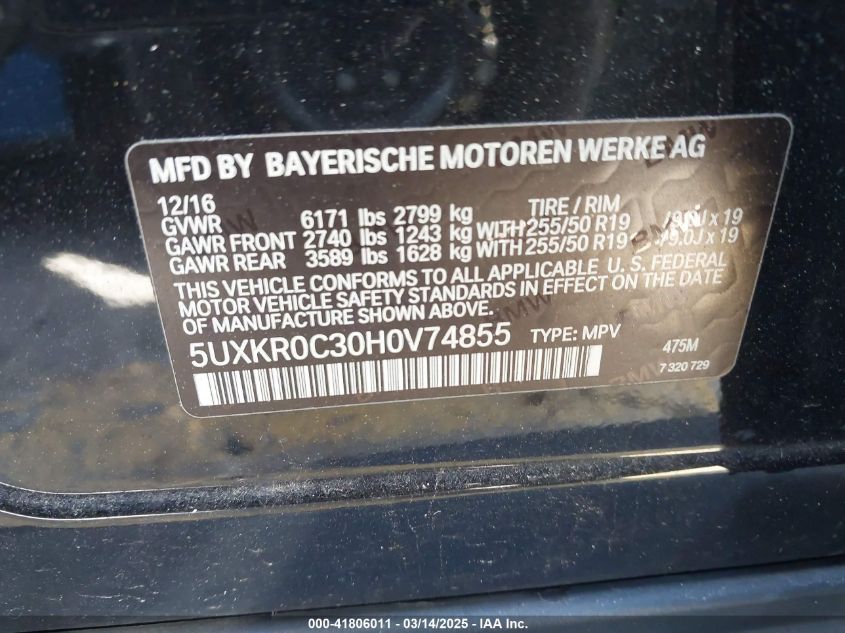 MFD BY BAYERISCHE MOTOREN WERKE AG
12/16 TIRE / RIM
GVWR 6171 lbs 2799 kg
GAWR FRONT 2740 lbs 1243 kg WITH 255/50 R19 /9.0J x 19
GAWR REAR 3589 lbs 1628 kg WITH 255/50 R19 /9.0J x 19
THIS VEHICLE CONFORMS TO ALL APPLICABLE U. S. FEDERAL
MOTOR VEHICLE SAFETY STANDARDS IN EFFECT ON THE DATE
OF MANUFACTURE SHOWN ABOVE.
5UXKR0C30H0V74855 TYPE: MPV 475M
7 320 729
000-41806011 — 03/14/2025 — IAA Inc.